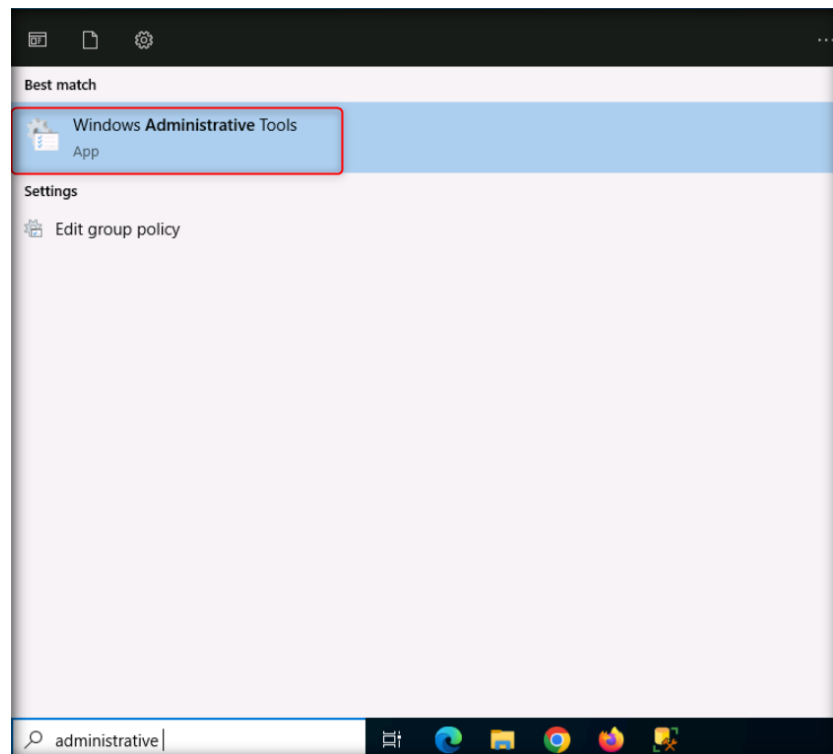 Best match
Windows Administrative Tools
App
Settings
Edit group policy
administrative